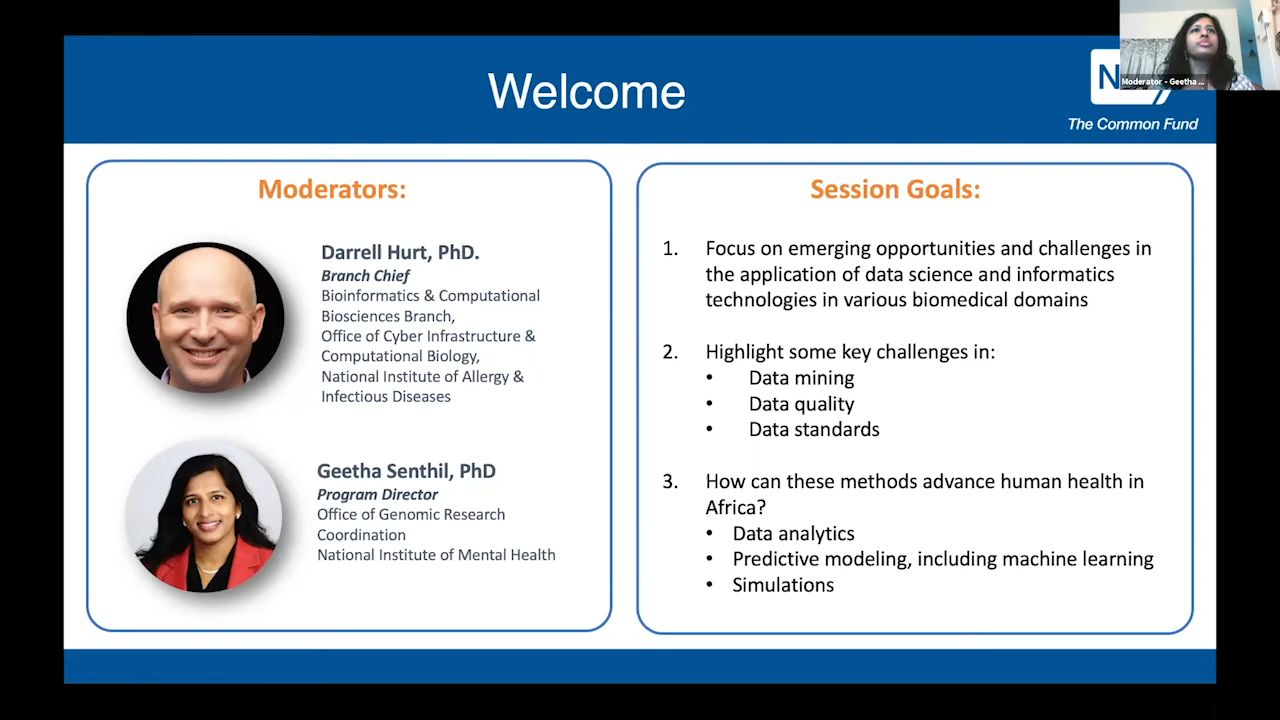 Welcome
Moderator - Geetha ...
The Common Fund
Moderators:
Darrell Hurt, PhD.
Branch Chief
Bioinformatics & Computational
Biosciences Branch,
Office of Cyber Infrastructure &
Computational Biology,
National Institute of Allergy &
Infectious Diseases
Geetha Senthil, PhD
Program Director
Office of Genomic Research
Coordination
National Institute of Mental Health
Session Goals:
1. Focus on emerging opportunities and challenges in
the application of data science and informatics
technologies in various biomedical domains
2. Highlight some key challenges in:
• Data mining
• Data quality
• Data standards
3. How can these methods advance human health in
Africa?
• Data analytics
• Predictive modeling, including machine learning
• Simulations